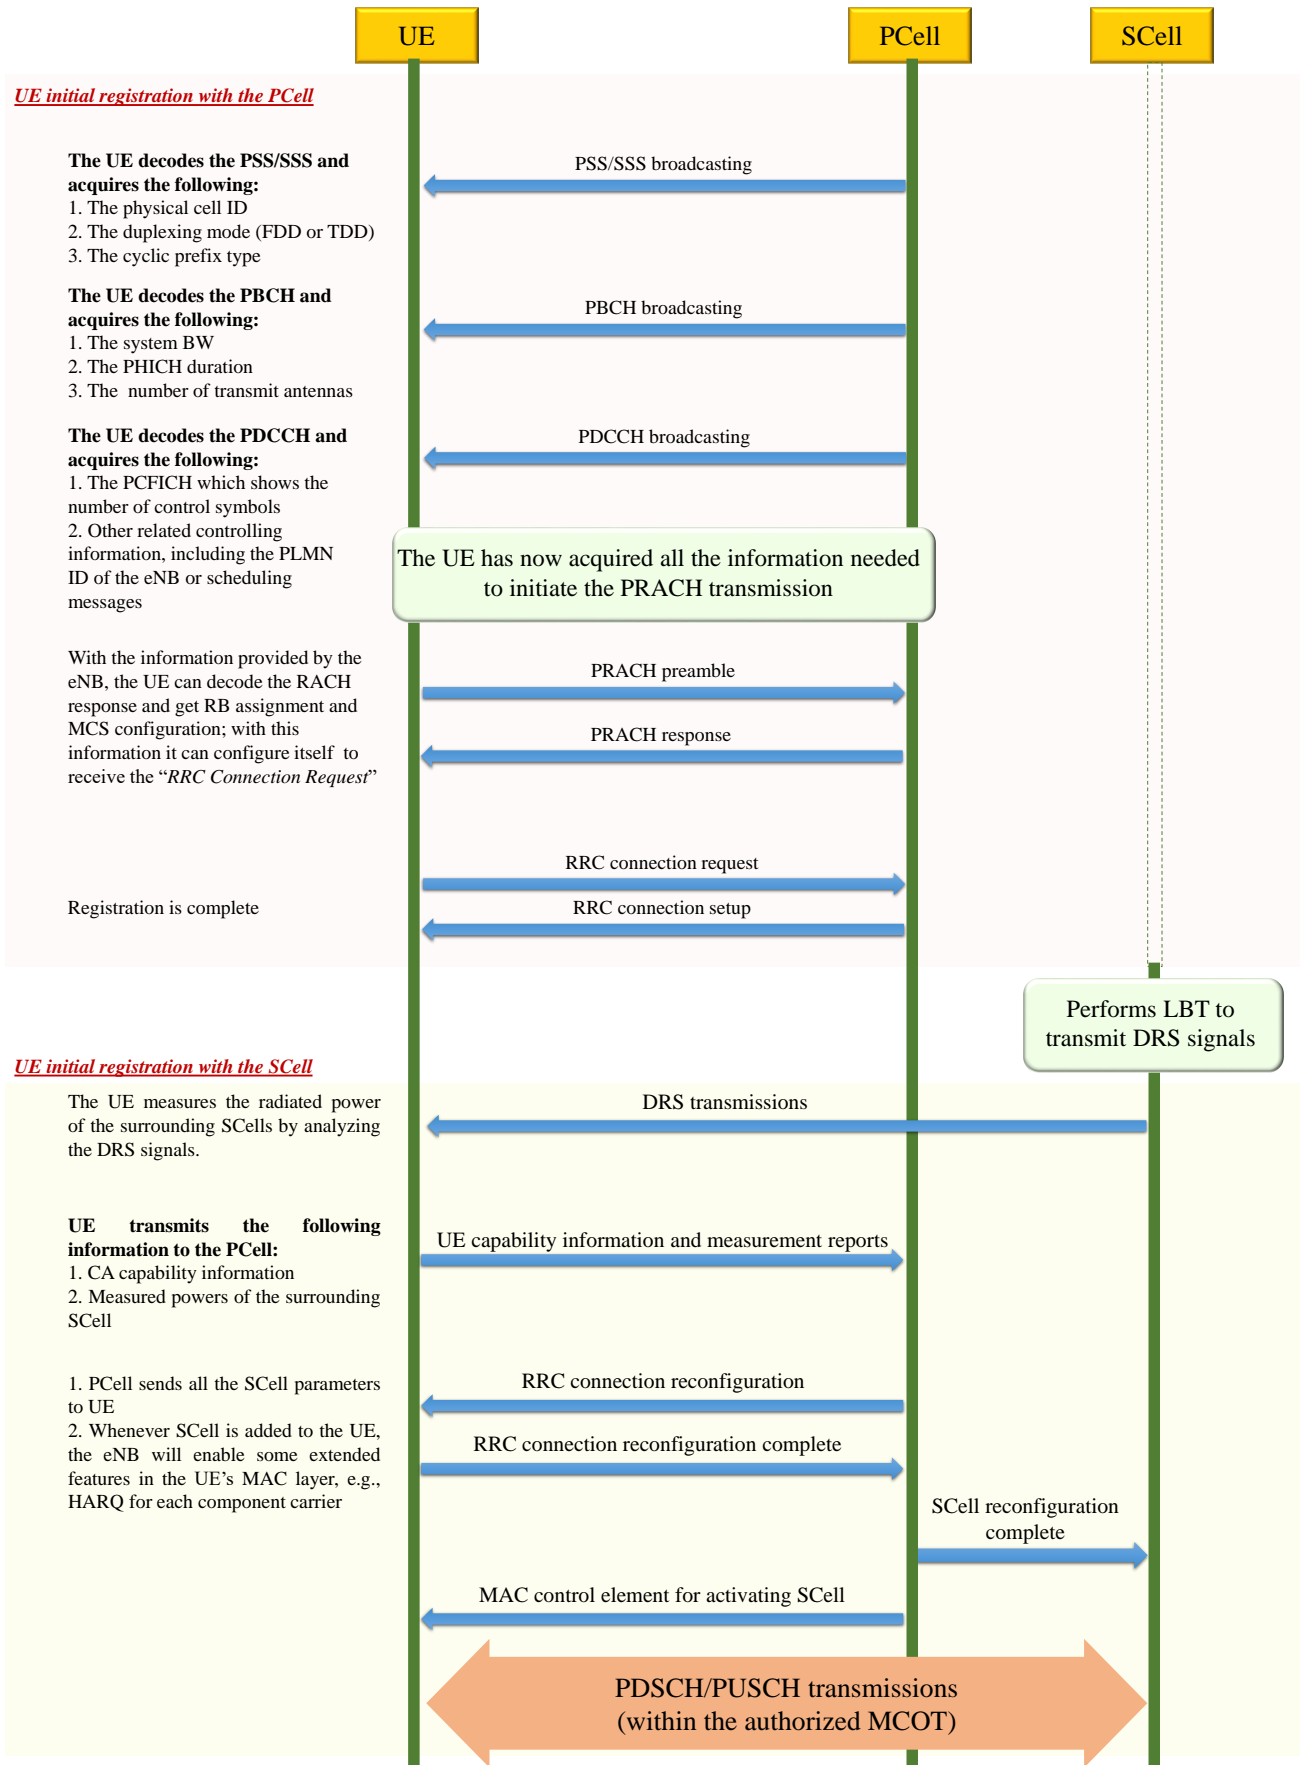 UE
PCell
SCell
UE initial registration with the PCell
The UE decodes the PSS/SSS and
acquires the following:
1. The physical cell ID
2. The duplexing mode (FDD or TDD)
3. The cyclic prefix type
PSS/SSS broadcasting
The UE decodes the PBCH and
acquires the following:
1. The system BW
2. The PHICH duration
3. The number of transmit antennas
PBCH broadcasting
The UE decodes the PDCCH and
acquires the following:
1. The PCFICH which shows the
number of control symbols
2. Other related controlling
information, including the PLMN
ID of the eNB or scheduling
messages
PDCCH broadcasting
The UE has now acquired all the information needed
to initiate the PRACH transmission
With the information provided by the
eNB, the UE can decode the RACH
response and get RB assignment and
MCS configuration; with this
information it can configure itself to
receive the “RRC Connection Request”
PRACH preamble
PRACH response
RRC connection request
Registration is complete
RRC connection setup
Performs LBT to
transmit DRS signals
UE initial registration with the SCell
The UE measures the radiated power
of the surrounding SCells by analyzing
the DRS signals.
DRS transmissions
UE transmits the following
information to the PCell:
1. CA capability information
2. Measured powers of the surrounding
SCell
UE capability information and measurement reports
1. PCell sends all the SCell parameters
to UE
2. Whenever SCell is added to the UE,
the eNB will enable some extended
features in the UE’s MAC layer, e.g.,
HARQ for each component carrier
RRC connection reconfiguration
RRC connection reconfiguration complete
SCell reconfiguration
complete
MAC control element for activating SCell
PDSCH/PUSCH transmissions
(within the authorized MCOT)